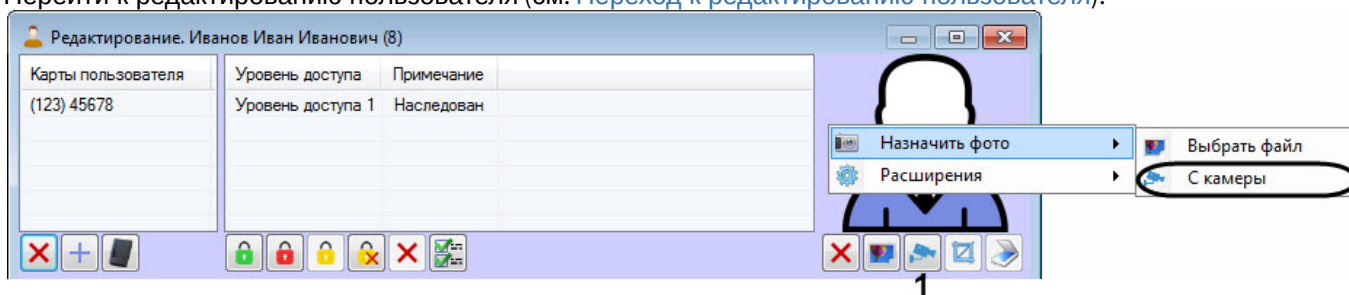 Перейти к редактированию пользователя (см. Переход к редактированию пользователя).
Редактирование. Иванов Иван Иванович (8)
Карты пользователя Уровень доступа Примечание
(123) 45678 Уровень доступа 1 Наследован
Назначить фото Выбрать файл
Расширения С камеры
1